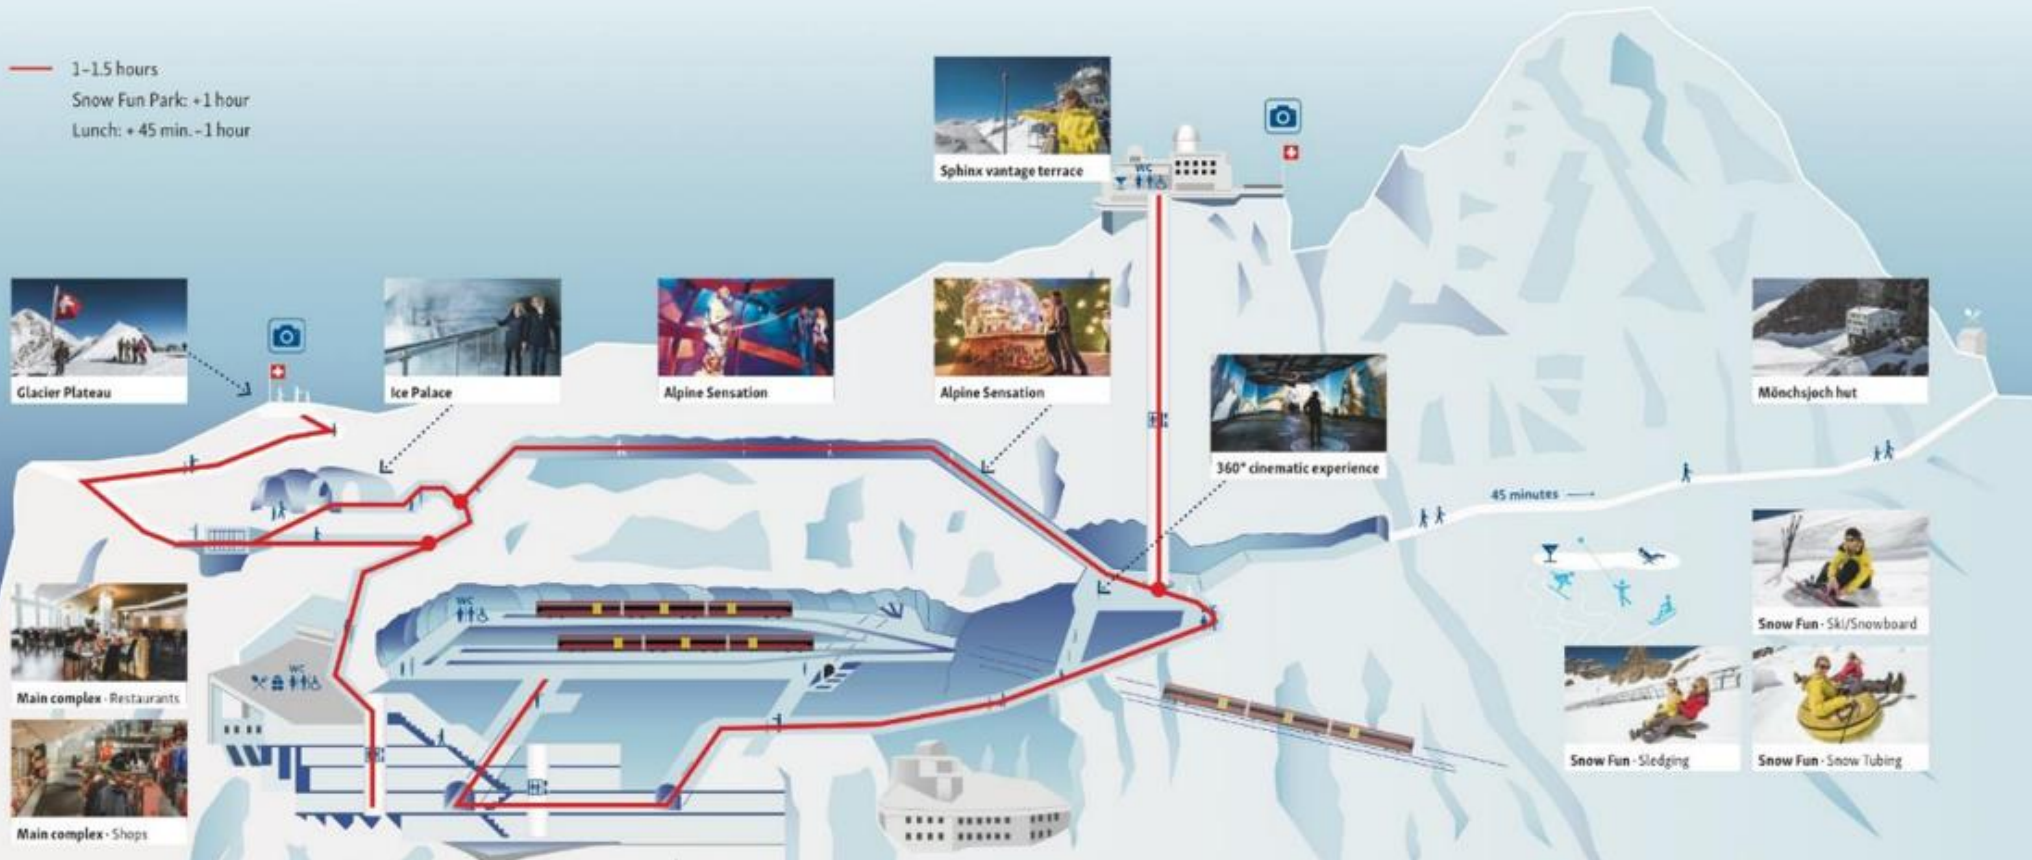 1-1.5 hours
Snow Fun Park: +1 hour
Lunch: + 45 min.-1 hour
Sphinx vantage terrace
WC
Glacier Plateau
Ice Palace
Alpine Sensation
Alpine Sensation
Mönchsjoch hut
360° cinematic experience
45 minutes
WC
Snow Fun - Ski/Snowboard
WC
Main complex - Restaurants
Snow Fun - Sledging
Snow Fun - Snow Tubing
Main complex - Shops